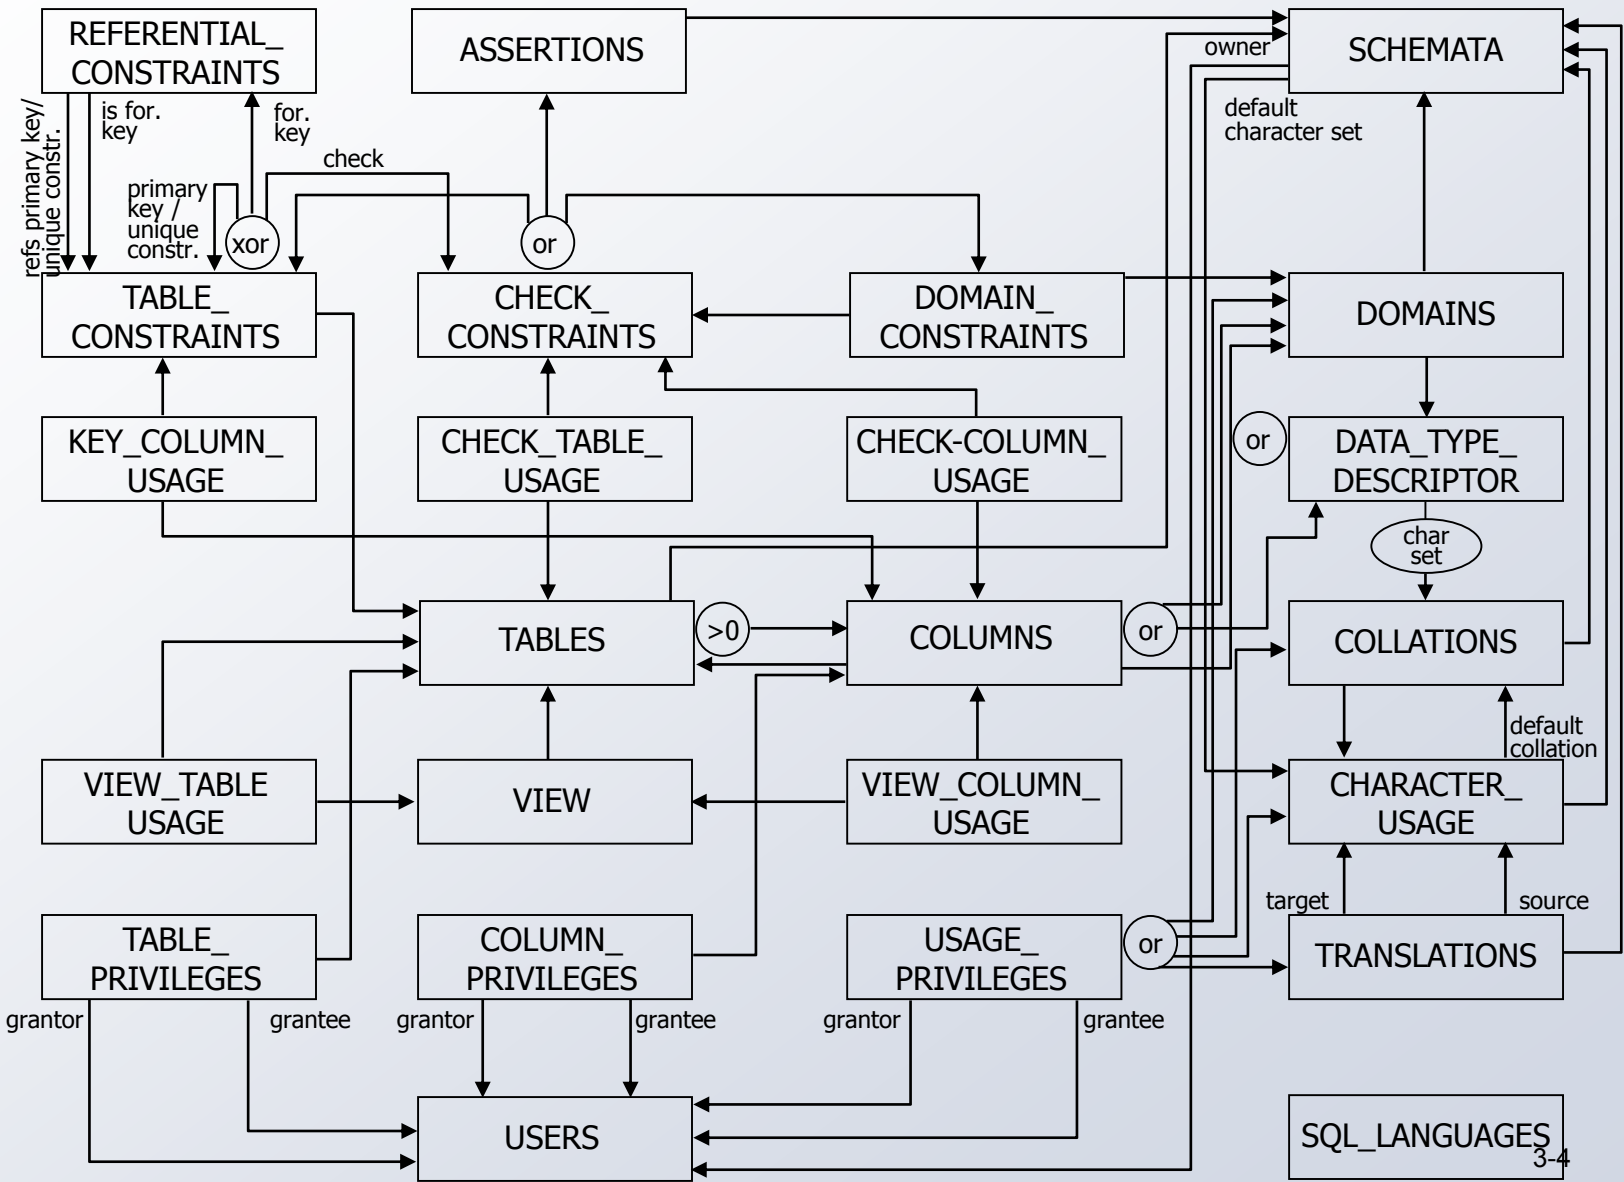 REFERENTIAL_
CONSTRAINTS
ASSERTIONS
SCHEMATA
owner
default
character set
refs primary key/
unique constr.
is for.
key
for.
key
check
primary
key /
unique
constr.
xor
or
TABLE_
CONSTRAINTS
CHECK_
CONSTRAINTS
DOMAIN_
CONSTRAINTS
DOMAINS
KEY_COLUMN_
USAGE
CHECK_TABLE_
USAGE
CHECK-COLUMN_
USAGE
or
DATA_TYPE_
DESCRIPTOR
char
set
TABLES
>0
COLUMNS
or
COLLATIONS
default
collation
VIEW_TABLE
USAGE
VIEW
VIEW_COLUMN_
USAGE
CHARACTER_
USAGE
target
source
TABLE_
PRIVILEGES
COLUMN_
PRIVILEGES
USAGE_
PRIVILEGES
or
TRANSLATIONS
grantor
grantee
grantor
grantee
grantor
grantee
USERS
SQL_LANGUAGES
3-4